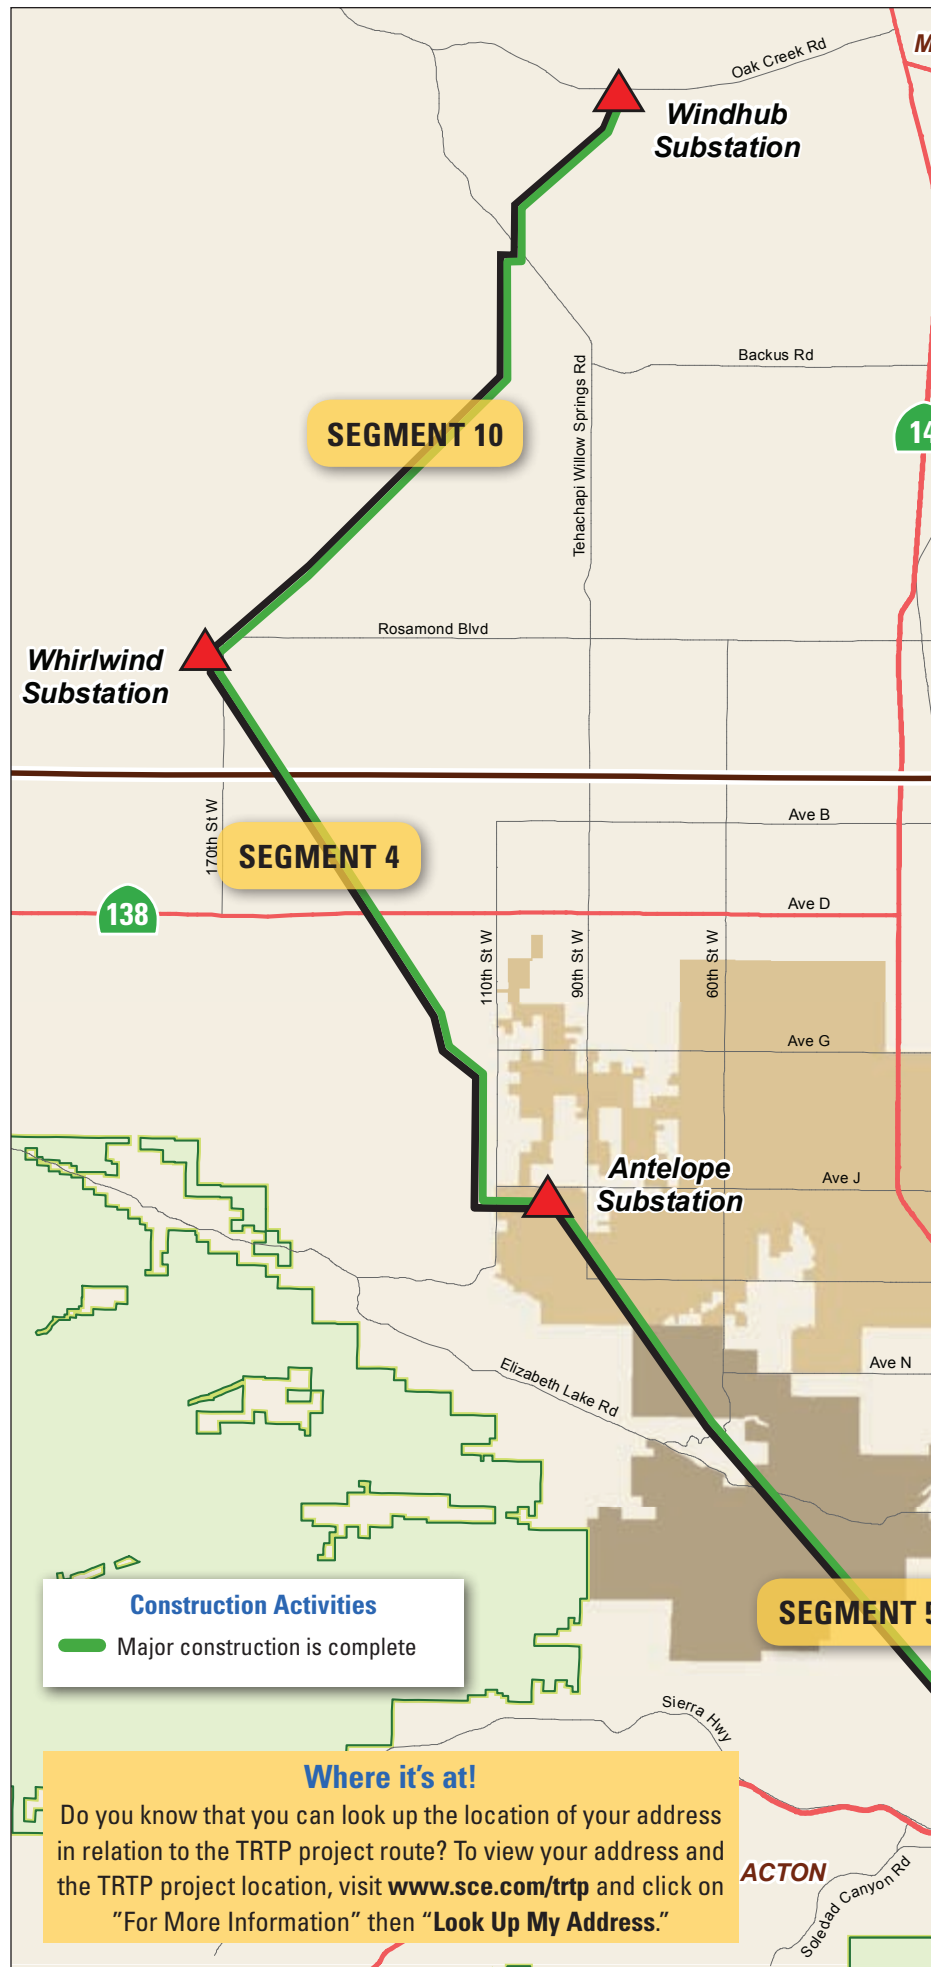 Oak Creek Rd
M
Windhub
Substation
Backus Rd
Tehachapi Willow Springs Rd
14
SEGMENT 10
Rosamond Blvd
Whirlwind
Substation
170th St W
Ave B
SEGMENT 4
138
Ave D
110th St W
90th St W
60th St W
Ave G
Antelope
Substation
Ave J
Elizabeth Lake Rd
Ave N
Construction Activities
Major construction is complete
SEGMENT 5
Sierra Hwy
Where it's at!
Do you know that you can look up the location of your address
in relation to the TRTP project route? To view your address and
the TRTP project location, visit www.sce.com/trtp and click on
"For More Information" then "Look Up My Address."
ACTON
Soledad Canyon Rd